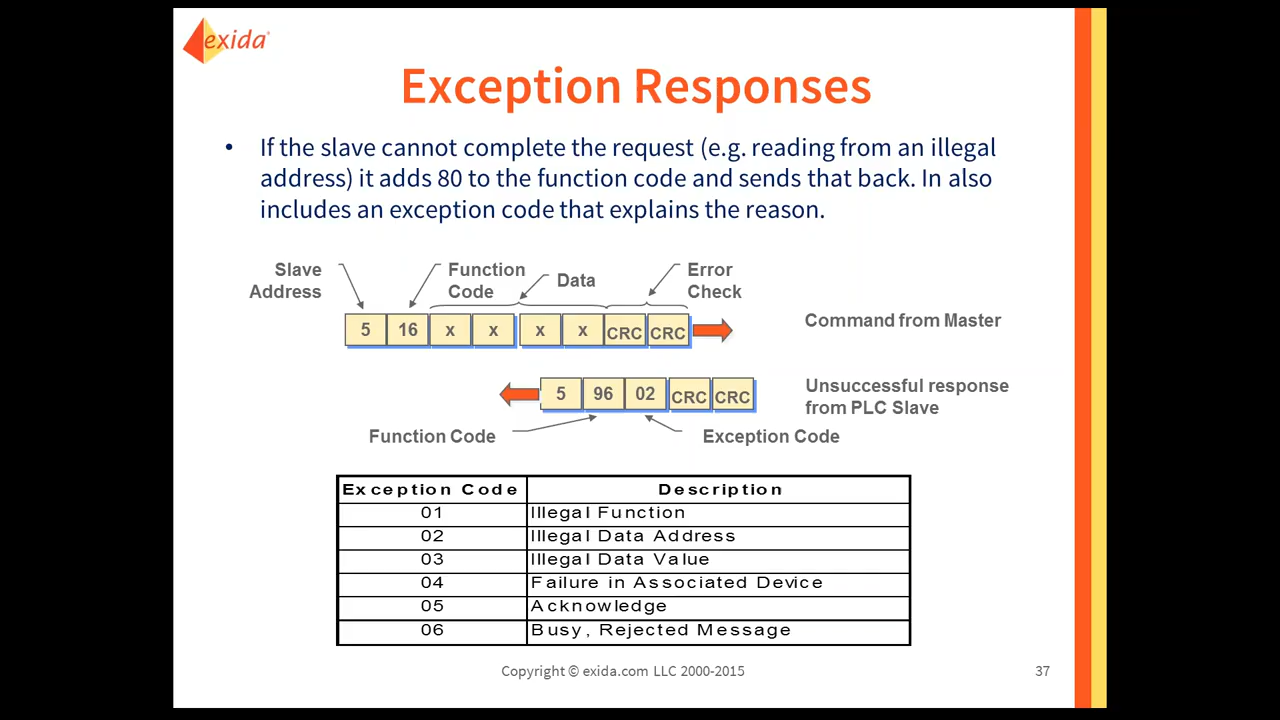 exida
Exception Responses
• If the slave cannot complete the request (e.g. reading from an illegal
address) it adds 80 to the function code and sends that back. In also
includes an exception code that explains the reason.
Slave
Address
Function
Code
Data
Error
Check
5 16 x x x x CRC CRC
Command from Master
5 96 02 CRC CRC
Unsuccessful response
from PLC Slave
Function Code
Exception Code
Exception Code Description
01 Illegal Function
02 Illegal Data Address
03 Illegal Data Value
04 Failure in Associated Device
05 Acknowledge
06 Busy, Rejected Message
Copyright © exida.com LLC 2000-2015
37